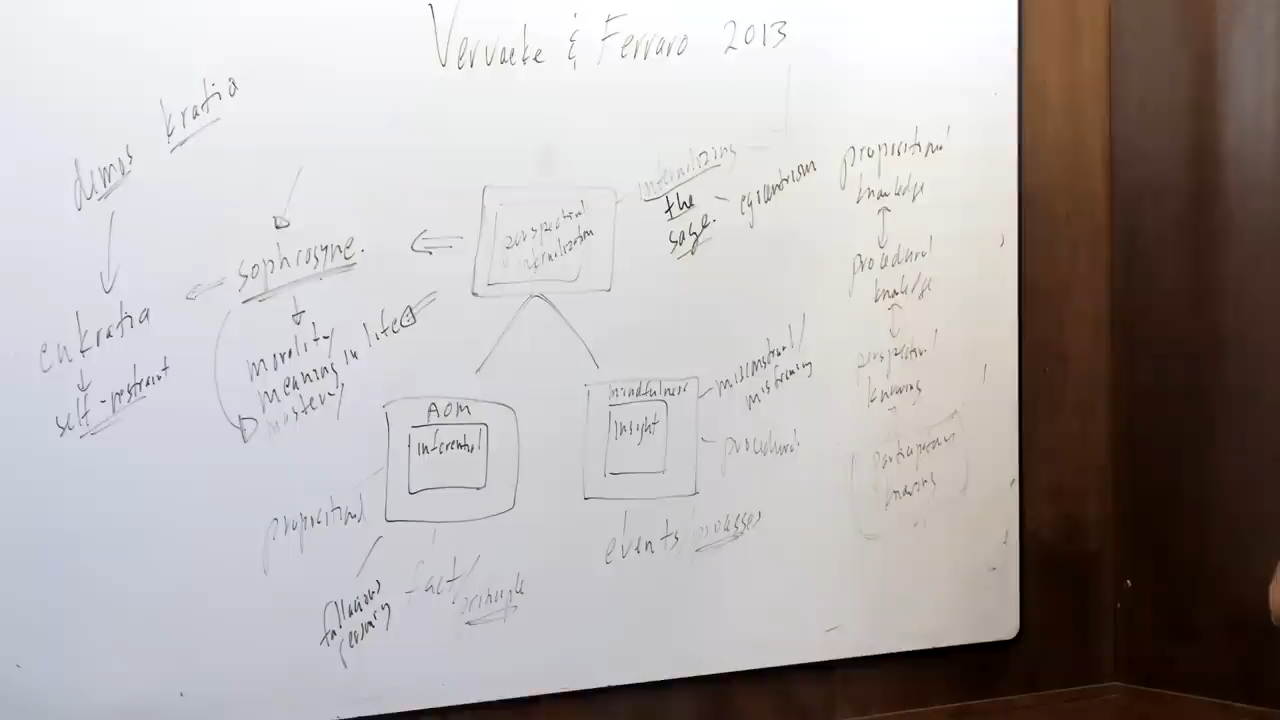 Vervaeke & Ferraro 2013
demos kratia
enkratia
self-restraint
sophrosyne.
morality
meaning in life
mastery
perspectival
internalization
internalizing
the
sage.
egocentrism
AOM
inferential
propositional
fallacious
fact/
principle
mindfulness
insight
misconstrual/
misframing
procedural
events/processes
propositional
knowledge
procedural
knowledge
perspectival
knowing
participatory
knowing